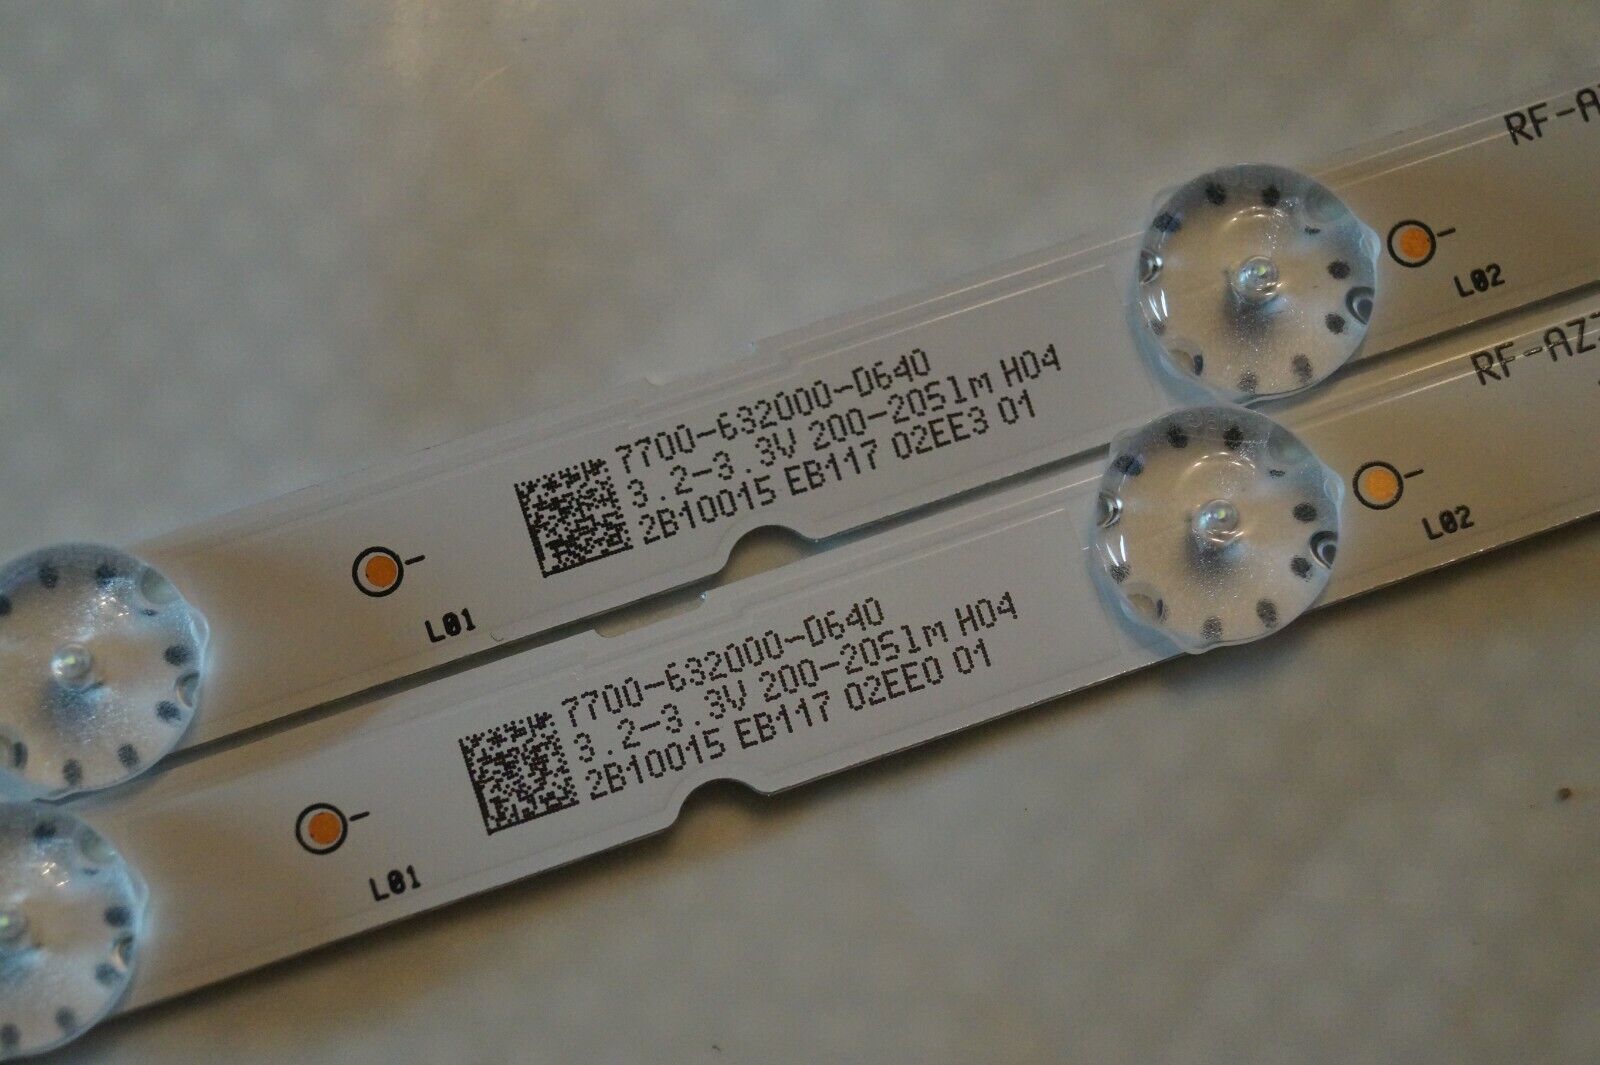 RF-A
L02
7700-632000-D640
3.2-3.3V 200-205lm H04
2B10015 EB117 02EE3 01
L01
RF-AZ
L02
7700-632000-D640
3.2-3.3V 200-205lm H04
2B10015 EB117 02EE0 01
L01